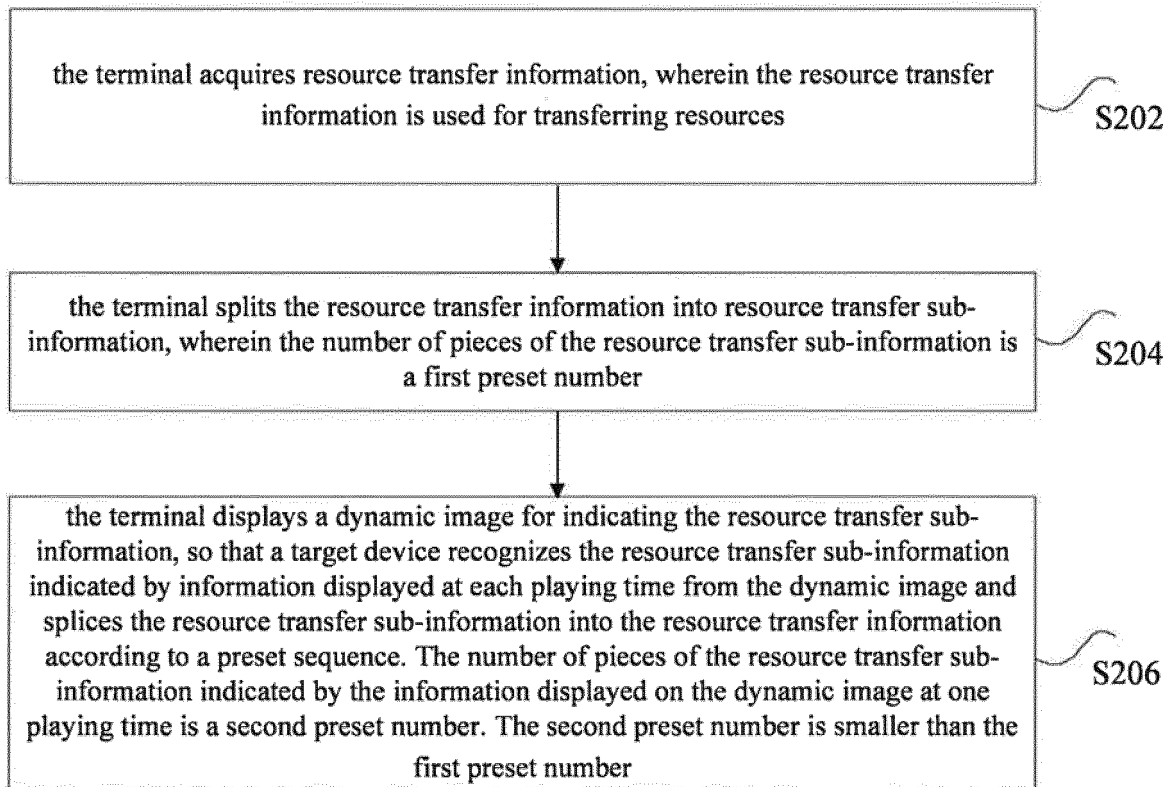 the terminal acquires resource transfer information, wherein the resource transfer
information is used for transferring resources
S202
the terminal splits the resource transfer information into resource transfer sub-
information, wherein the number of pieces of the resource transfer sub-information is
a first preset number
S204
the terminal displays a dynamic image for indicating the resource transfer sub-
information, so that a target device recognizes the resource transfer sub-information
indicated by information displayed at each playing time from the dynamic image and
splices the resource transfer sub-information into the resource transfer information
according to a preset sequence. The number of pieces of the resource transfer sub-
information indicated by the information displayed on the dynamic image at one
playing time is a second preset number. The second preset number is smaller than the
first preset number
S206